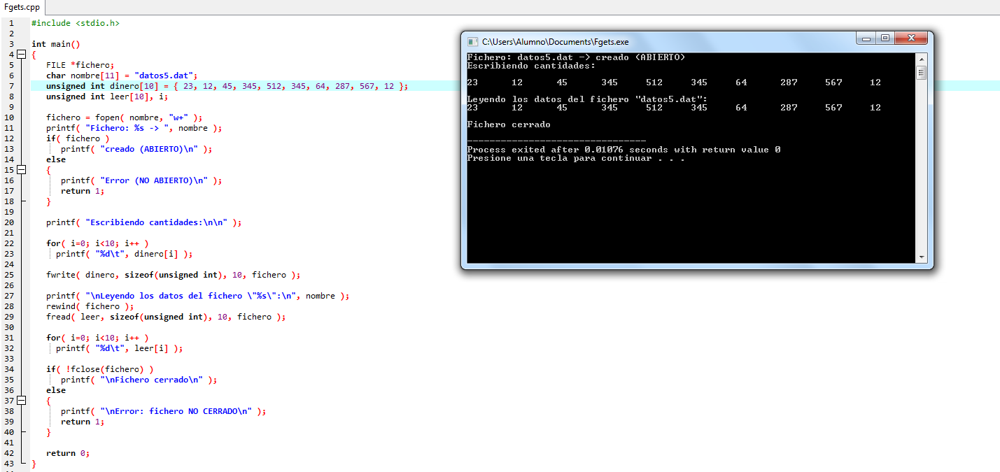 Fgets.cpp
1 #include <stdio.h>
2
3 int main()
4 {
5 FILE *fichero;
6 char nombre[11] = "datos5.dat";
7 unsigned int dinero[10] = { 23, 12, 45, 345, 512, 345, 64, 287, 567, 12 };
8 unsigned int leer[10], i;
9
10 fichero = fopen( nombre, "w+" );
11 printf( "Fichero: %s -> ", nombre );
12 if( fichero )
13 printf( "creado (ABIERTO)\n" );
14 else
15 {
16 printf( "Error (NO ABIERTO)\n" );
17 return 1;
18 }
19
20 printf( "Escribiendo cantidades:\n\n" );
21
22 for( i=0; i<10; i++ )
23 printf( "%d\t", dinero[i] );
24
25 fwrite( dinero, sizeof(unsigned int), 10, fichero );
26
27 printf( "\nLeyendo los datos del fichero \"%s\":\n", nombre );
28 rewind( fichero );
29 fread( leer, sizeof(unsigned int), 10, fichero );
30
31 for( i=0; i<10; i++ )
32 printf( "%d\t", leer[i] );
33
34 if( !fclose(fichero) )
35 printf( "\nFichero cerrado\n" );
36 else
37 {
38 printf( "\nError: fichero NO CERRADO\n" );
39 return 1;
40 }
41
42 return 0;
43 }
C:\Users\Alumno\Documents\Fgets.exe
Fichero: datos5.dat -> creado (ABIERTO)
Escribiendo cantidades:
23 12 45 345 512 345 64 287 567 12
Leyendo los datos del fichero "datos5.dat":
23 12 45 345 512 345 64 287 567 12
Fichero cerrado
--------------------------------
Process exited after 0.01076 seconds with return value 0
Presione una tecla para continuar . . .